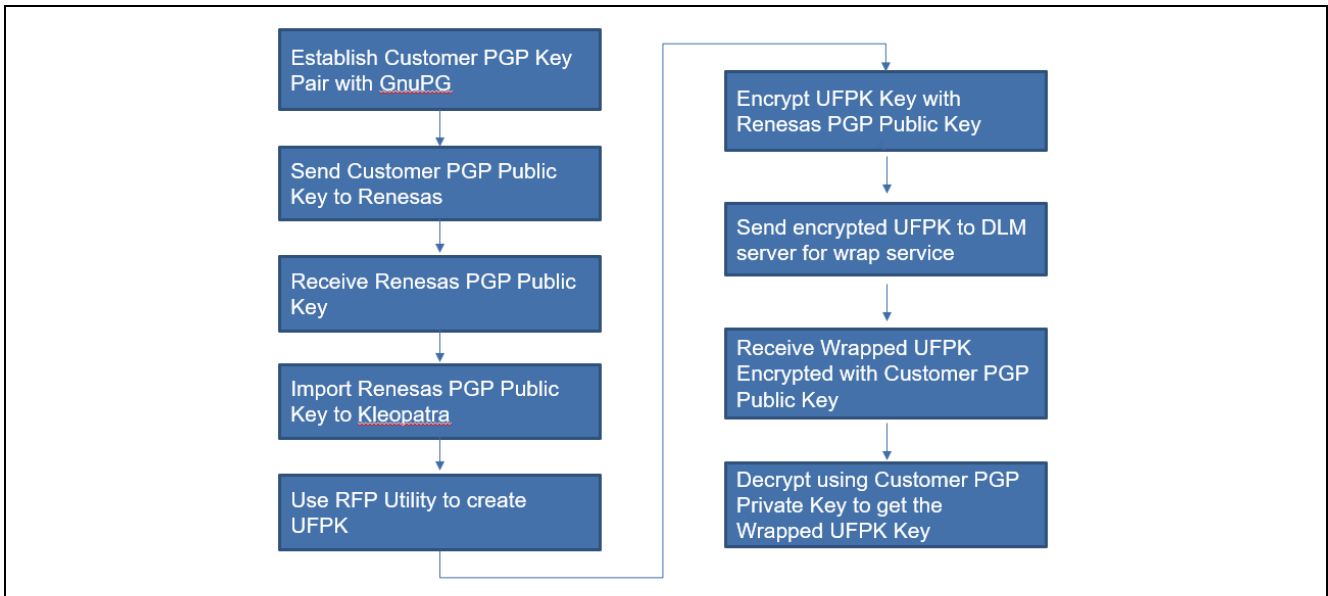 Establish Customer PGP Key
Pair with GnuPG
Send Customer PGP Public
Key to Renesas
Receive Renesas PGP Public
Key
Import Renesas PGP Public
Key to Kleopatra
Use RFP Utility to create
UFPK
Encrypt UFPK Key with
Renesas PGP Public Key
Send encrypted UFPK to DLM
server for wrap service
Receive Wrapped UFPK
Encrypted with Customer PGP
Public Key
Decrypt using Customer PGP
Private Key to get the
Wrapped UFPK Key